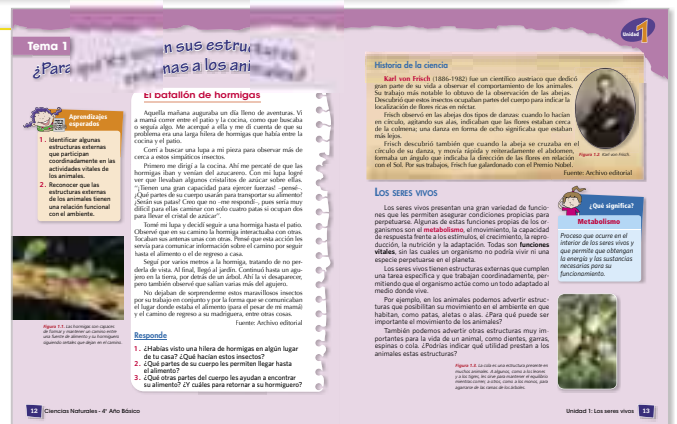 Tema 1
¿Para
n sus estru
nas a los ani
Unidad 1
Aprendizajes
esperados
1. Identificar algunas
estructuras externas
que participan
coordinadamente en las
actividades vitales de
los animales.
2. Reconocer que las
estructuras externas
de los animales tienen
una relación funcional
con el ambiente.
Figura 1.1. Las hormigas son capaces
de formar y mantener un camino entre
una fuente de alimento y su hormiguero
siguiendo señales que dejan en el camino.
El batallón de hormigas
Aquella mañana auguraba un día lleno de aventuras. Vi
a mamá correr entre el patio y la cocina, como que buscaba
o seguía algo. Me acerqué a ella y me di cuenta de que su
problema era una larga hilera de hormigas que había entre la
cocina y el patio.
Corrí a buscar una lupa a mi pieza para observar más de
cerca a estos simpáticos insectos.
Primero me dirigí a la cocina. Ahí me percaté de que las
hormigas iban y venían del azucarero. Con mi lupa logré
ver que llevaban algunos cristalitos de azúcar sobre ellas.
"¡Tienen una gran capacidad para ejercer fuerzas! –pensé–.
¿Qué partes de su cuerpo usarán para transportar su alimento?
¿Serán sus patas? Creo que no –me respondí–, pues sería muy
difícil para ellas caminar con solo cuatro patas si ocupan dos
para llevar el cristal de azúcar".
Tomé mi lupa y decidí seguir a una hormiga hasta el patio.
Observé que en su camino la hormiga interactuaba con otras.
Tocaban sus antenas unas con otras. Pensé que esta acción les
servía para comunicar información sobre el camino por seguir
hasta el alimento o el de regreso a casa.
Seguí por varios metros a la hormiga, tratando de no per-
derla de vista. Al final, llegó al jardín. Continuó hasta un agu-
jero en la tierra, por detrás de un árbol. Ahí la vi desaparecer,
pero también observé que salían varias más del agujero.
No dejaban de sorprenderme estos maravillosos insectos
por su trabajo en conjunto y por la forma que se comunicaban
el lugar donde estaba el alimento (para el pesar de mi mamá)
y el camino de regreso a su madriguera, entre otras cosas.
Fuente: Archivo editorial
Responde
1. ¿Habías visto una hilera de hormigas en algún lugar
de tu casa? ¿Qué hacían estos insectos?
2. ¿Qué partes de su cuerpo les permiten llegar hasta
el alimento?
3. ¿Qué otras partes del cuerpo les ayudan a encontrar
su alimento? ¿Y cuáles para retornar a su hormiguero?
12 Ciencias Naturales - 4º Año Básico
Historia de la ciencia
Karl von Frisch (1886-1982) fue un científico austriaco que dedicó
gran parte de su vida a observar el comportamiento de los animales.
Su trabajo más notable lo obtuvo de la observación de las abejas.
Descubrió que estos insectos ocupaban partes del cuerpo para indicar la
localización de flores ricas en néctar.
Frisch observó en las abejas dos tipos de danzas: cuando lo hacían
en círculo, agitando sus alas, indicaban que las flores estaban cerca
de la colmena; una danza en forma de ocho significaba que estaban
más lejos.
Frisch descubrió también que cuando la abeja se cruzaba en el
círculo de su danza, y movía rápida y reiteradamente el abdomen,
formaba un ángulo que indicaba la dirección de las flores en relación
con el Sol. Por sus trabajos, Frisch fue galardonado con el Premio Nobel.
Fuente: Archivo editorial
Figura 1.2 Karl von Frisch.
Los seres vivos
Los seres vivos presentan una gran variedad de funcio-
nes que les permiten asegurar condiciones propicias para
perpetuarse. Algunas de estas funciones propias de los or-
ganismos son el metabolismo, el movimiento, la capacidad
de respuesta frente a los estímulos, el crecimiento, la repro-
ducción, la nutrición y la adaptación. Todas son funciones
vitales, sin las cuales un organismo no podría vivir ni una
especie perpetuarse en el planeta.
Los seres vivos tienen estructuras externas que cumplen
una tarea específica y que trabajan coordinadamente, per-
mitiendo que el organismo actúe como un todo adaptado al
medio donde vive.
Por ejemplo, en los animales podemos advertir estruc-
turas que posibilitan su movimiento en el ambiente en que
habitan, como patas, aletas o alas. ¿Para qué puede ser
importante el movimiento de los animales?
También podemos advertir otras estructuras muy im-
portantes para la vida de un animal, como dientes, garras,
espinas o cola. ¿Podrías indicar qué utilidad prestan a los
animales estas estructuras?
¿Qué significa?
Metabolismo
Proceso que ocurre en el
interior de los seres vivos y
que permite que obtengan
la energía y las sustancias
necesarias para su
funcionamiento.
Figura 1.3. La cola es una estructura presente en
muchos animales. A algunos, como a los leones
y a los tigres, les sirve para mantener el equilibrio
mientras corren; a otros, como a los monos, para
agarrarse de las ramas de los árboles.
Unidad 1: Los seres vivos 13